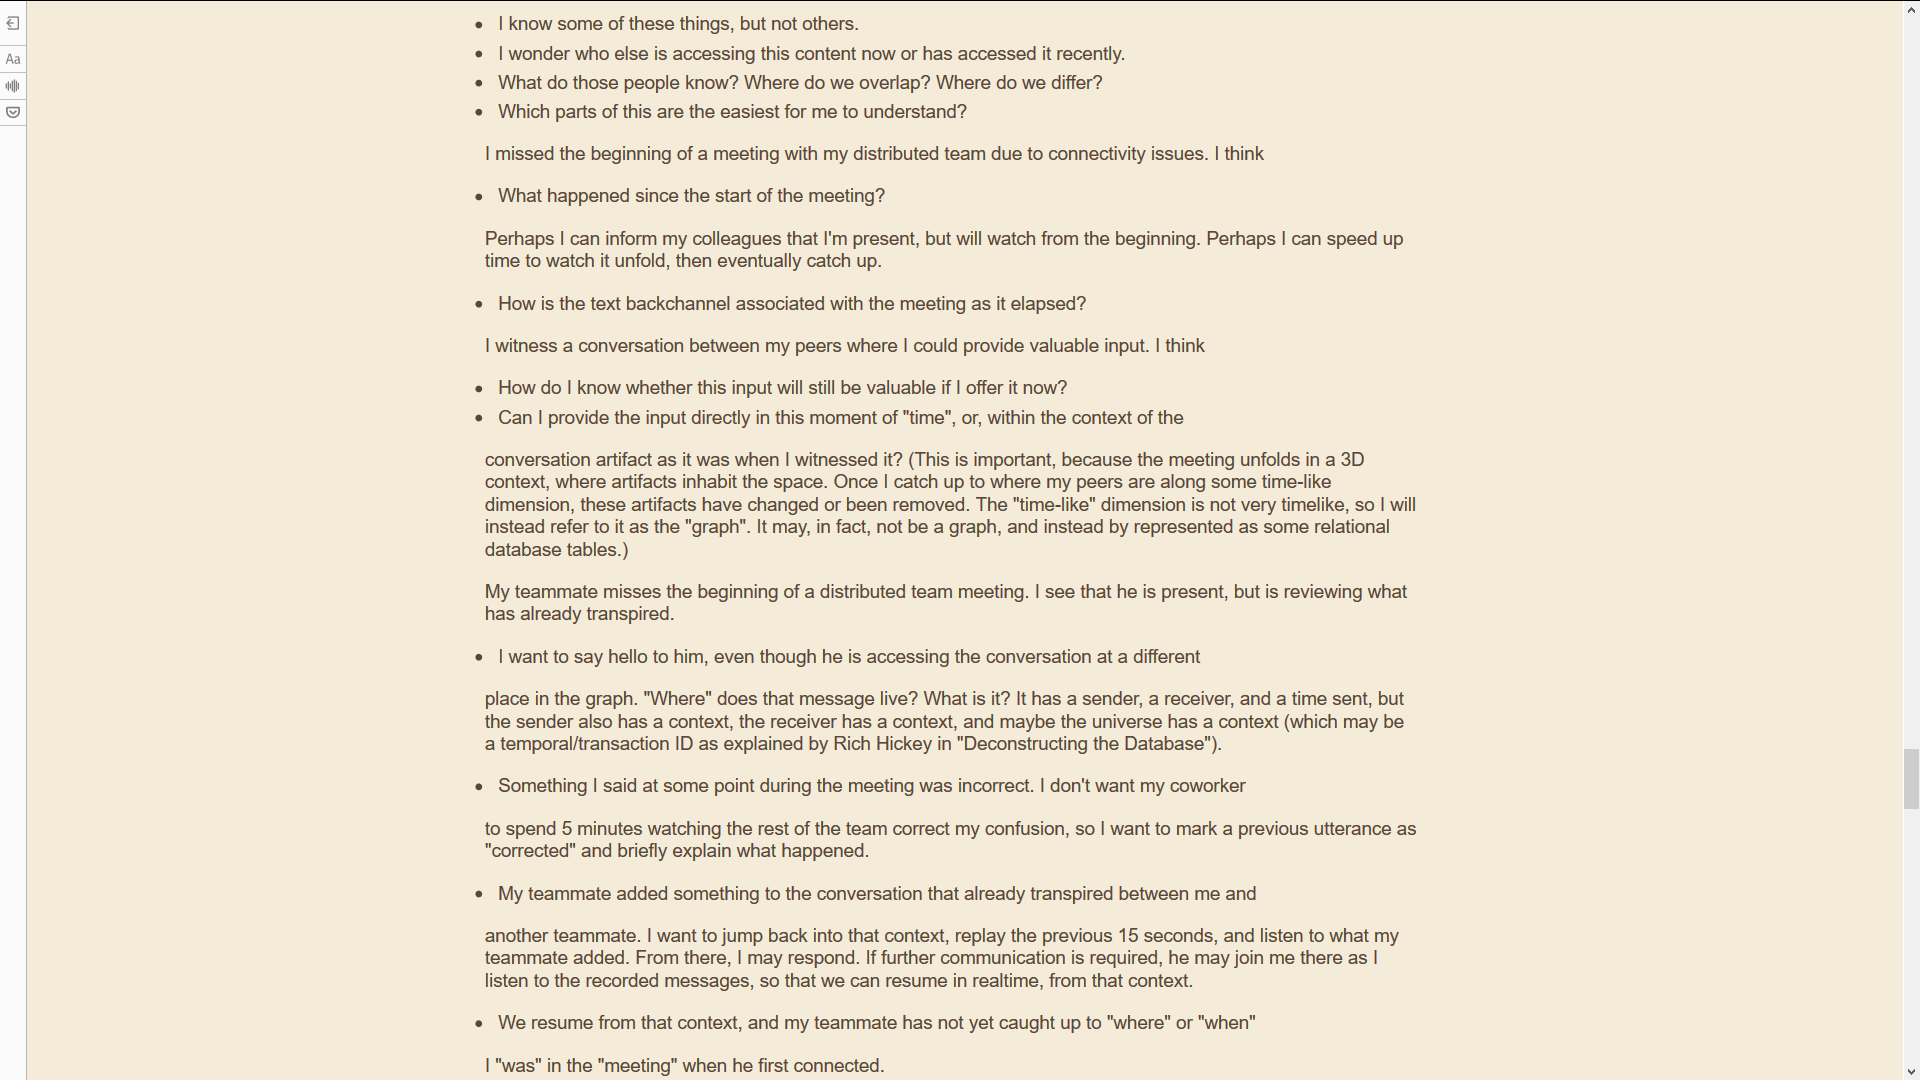 Aa
• I know some of these things, but not others.
• I wonder who else is accessing this content now or has accessed it recently.
• What do those people know? Where do we overlap? Where do we differ?
• Which parts of this are the easiest for me to understand?
I missed the beginning of a meeting with my distributed team due to connectivity issues. I think
• What happened since the start of the meeting?
Perhaps I can inform my colleagues that I'm present, but will watch from the beginning. Perhaps I can speed up
time to watch it unfold, then eventually catch up.
• How is the text backchannel associated with the meeting as it elapsed?
I witness a conversation between my peers where I could provide valuable input. I think
• How do I know whether this input will still be valuable if I offer it now?
• Can I provide the input directly in this moment of "time", or, within the context of the
conversation artifact as it was when I witnessed it? (This is important, because the meeting unfolds in a 3D
context, where artifacts inhabit the space. Once I catch up to where my peers are along some time-like
dimension, these artifacts have changed or been removed. The "time-like" dimension is not very timelike, so I will
instead refer to it as the "graph". It may, in fact, not be a graph, and instead by represented as some relational
database tables.)
My teammate misses the beginning of a distributed team meeting. I see that he is present, but is reviewing what
has already transpired.
• I want to say hello to him, even though he is accessing the conversation at a different
place in the graph. "Where" does that message live? What is it? It has a sender, a receiver, and a time sent, but
the sender also has a context, the receiver has a context, and maybe the universe has a context (which may be
a temporal/transaction ID as explained by Rich Hickey in "Deconstructing the Database").
• Something I said at some point during the meeting was incorrect. I don't want my coworker
to spend 5 minutes watching the rest of the team correct my confusion, so I want to mark a previous utterance as
"corrected" and briefly explain what happened.
• My teammate added something to the conversation that already transpired between me and
another teammate. I want to jump back into that context, replay the previous 15 seconds, and listen to what my
teammate added. From there, I may respond. If further communication is required, he may join me there as I
listen to the recorded messages, so that we can resume in realtime, from that context.
• We resume from that context, and my teammate has not yet caught up to "where" or "when"
I "was" in the "meeting" when he first connected.